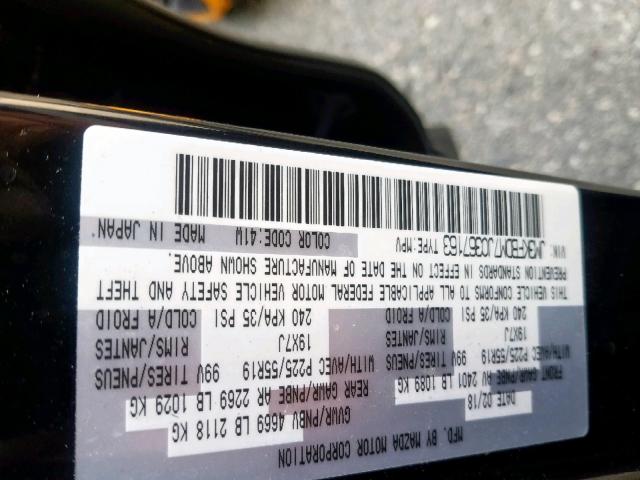 MFD. BY MAZDA MOTOR CORPORATION
DATE 02/18
GVWR/PNBV 4669 LB 2118 KG
FRONT GAWR/PNBE AV 2401 LB 1089 KG
REAR GAWR/PNBE AR 2269 LB 1029 KG
WITH/AVEC P225/55R19 99V TIRES/PNEUS
WITH/AVEC P225/55R19 99V TIRES/PNEUS
19X7J RIMS/JANTES
19X7J RIMS/JANTES
240 KPA/35 PSI COLD/A FROID
240 KPA/35 PSI COLD/A FROID
THIS VEHICLE CONFORMS TO ALL APPLICABLE FEDERAL MOTOR VEHICLE SAFETY AND THEFT
PREVENTION STANDARDS IN EFFECT ON THE DATE OF MANUFACTURE SHOWN ABOVE.
VIN: JM3KFBDM7J0367163 TYPE:MPV
COLOR CODE:41W MADE IN JAPAN.